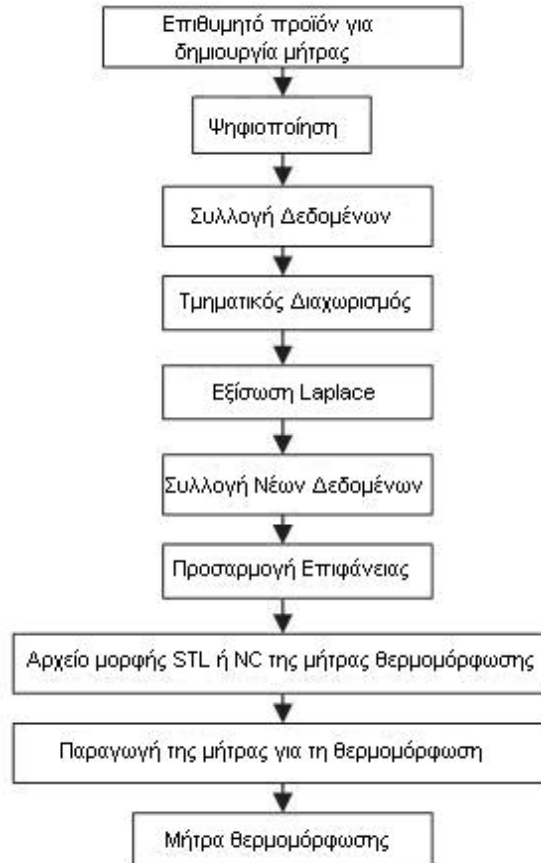 Επιθυμητό προϊόν για
δημιουργία μήτρας
Ψηφιοποίηση
Συλλογή Δεδομένων
Τμηματικός Διαχωρισμός
Εξίσωση Laplace
Συλλογή Νέων Δεδομένων
Προσαρμογή Επιφάνειας
Αρχείο μορφής STL ή NC της μήτρας θερμομόρφωσης
Παραγωγή της μήτρας για τη θερμομόρφωση
Μήτρα θερμομόρφωσης